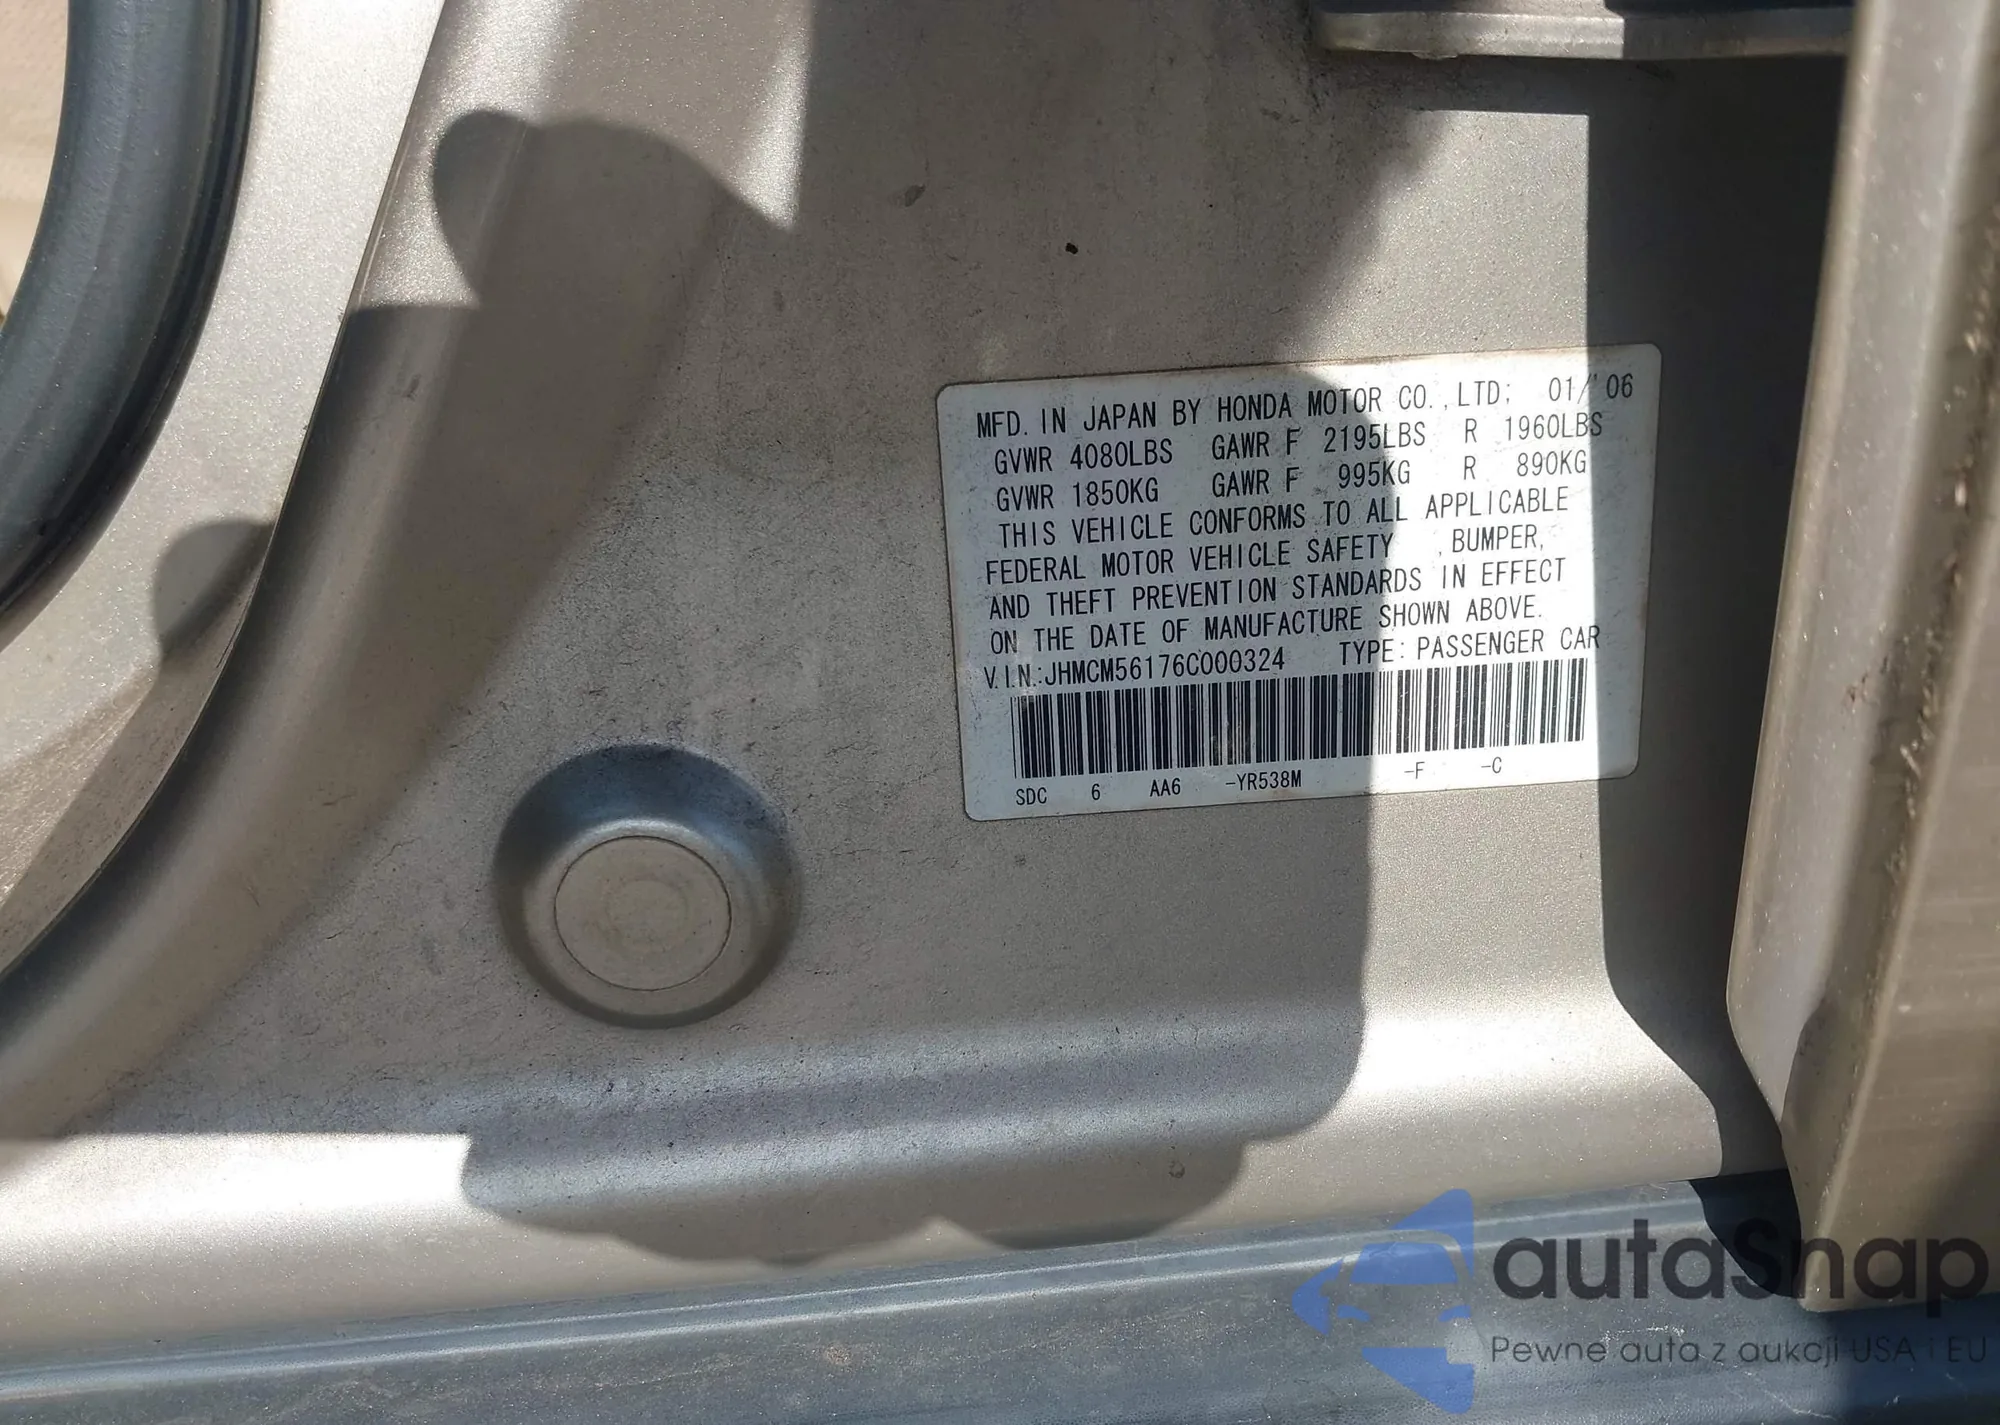 MFD. IN JAPAN BY HONDA MOTOR CO.,LTD; 01/'06
GVWR 4080LBS GAWR F 2195LBS R 1960LBS
GVWR 1850KG GAWR F 995KG R 890KG
THIS VEHICLE CONFORMS TO ALL APPLICABLE
FEDERAL MOTOR VEHICLE SAFETY , BUMPER,
AND THEFT PREVENTION STANDARDS IN EFFECT
ON THE DATE OF MANUFACTURE SHOWN ABOVE.
V.I.N.:JHMCM56176C000324 TYPE: PASSENGER CAR
SDC 6 AA6 -YR538M -F -C
autaSnap
Pewne auta z aukcji USA i EU